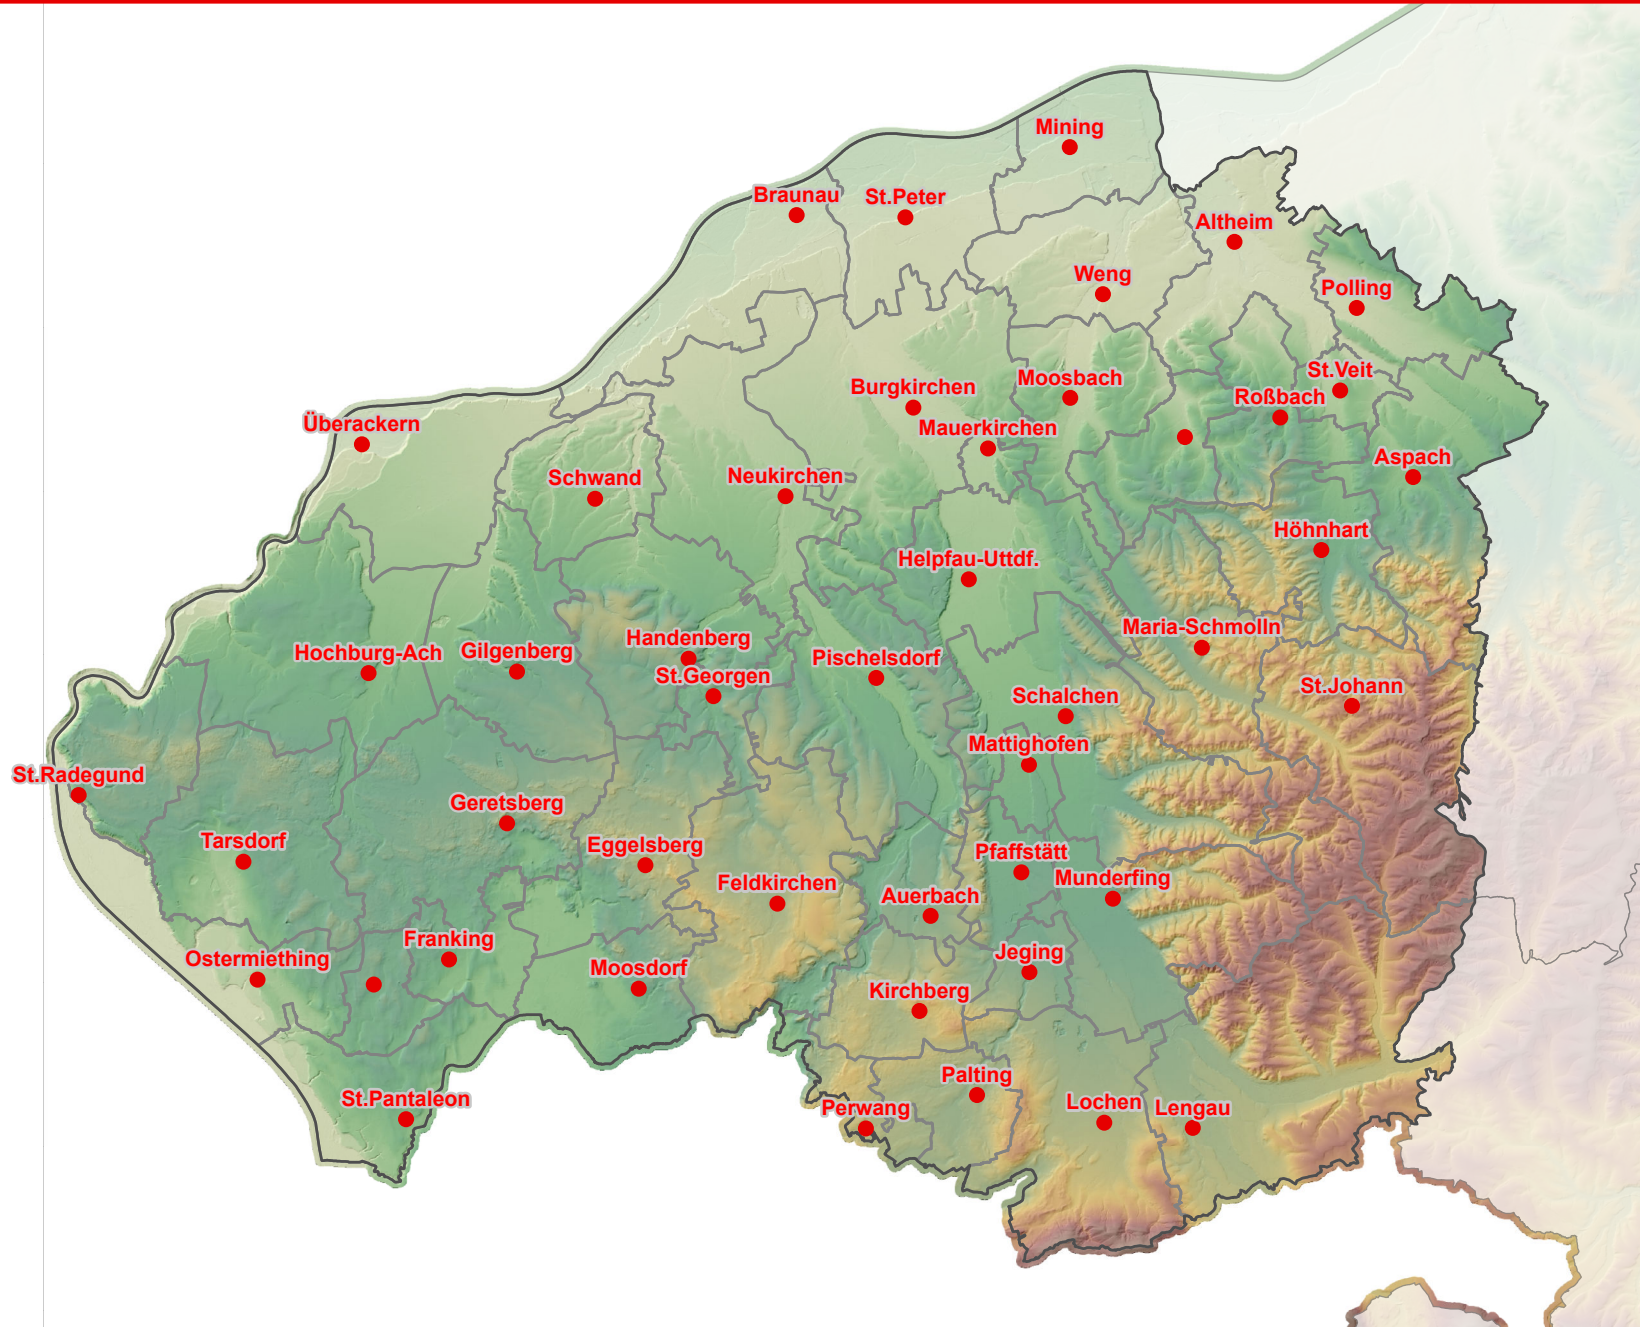 Mining
Braunau
St.Peter
Altheim
Weng
Polling
St.Veit
Moosbach
Burgkirchen
Roßbach
Überackern
Mauerkirchen
Aspach
Schwand
Neukirchen
Höhnhart
Helpfau-Uttdf.
Maria-Schmolln
Handenberg
Hochburg-Ach
Gilgenberg
Pischelsdorf
St.Georgen
St.Johann
Schalchen
Mattighofen
St.Radegund
Geretsberg
Tarsdorf
Eggelsberg
Pfaffstätt
Munderfing
Feldkirchen
Auerbach
Franking
Jeging
Ostermiething
Moosdorf
Kirchberg
Palting
St.Pantaleon
Lochen
Perwang
Lengau